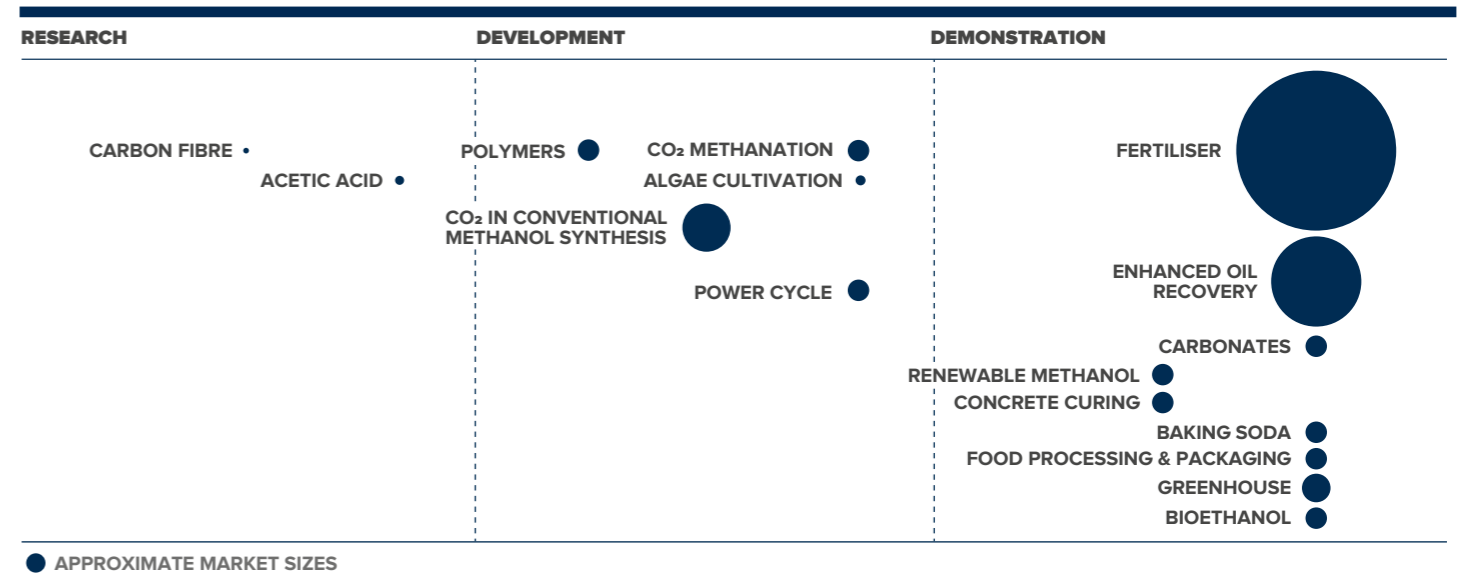 RESEARCH
DEVELOPMENT
DEMONSTRATION
CARBON FIBRE
ACETIC ACID
POLYMERS
CO₂ METHANATION
ALGAE CULTIVATION
CO₂ IN CONVENTIONAL
METHANOL SYNTHESIS
POWER CYCLE
FERTILISER
ENHANCED OIL
RECOVERY
CARBONATES
RENEWABLE METHANOL
CONCRETE CURING
BAKING SODA
FOOD PROCESSING & PACKAGING
GREENHOUSE
BIOETHANOL
APPROXIMATE MARKET SIZES